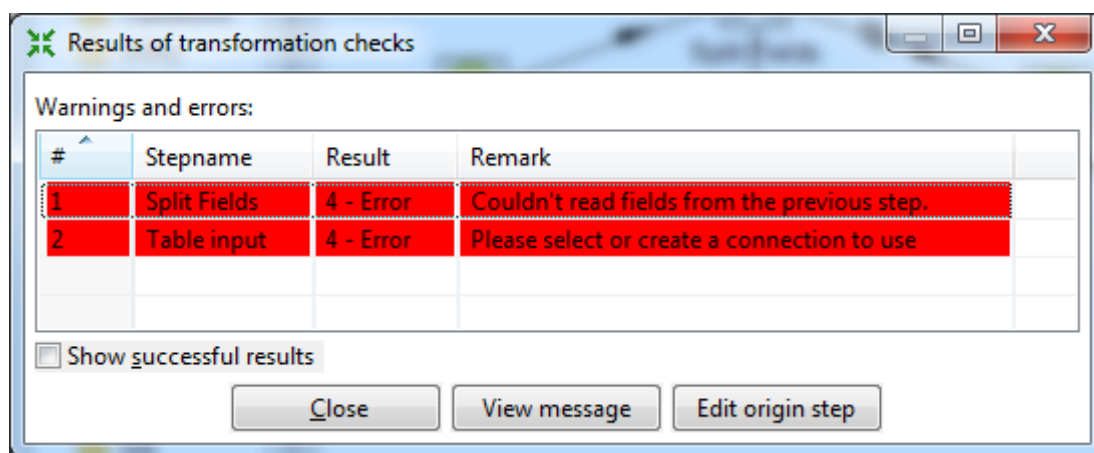 Results of transformation checks
Split Fields
Warnings and errors:
# Stepname Result Remark
1 Split Fields 4 - Error Couldn't read fields from the previous step.
2 Table input 4 - Error Please select or create a connection to use
Show successful results
Close View message Edit origin step